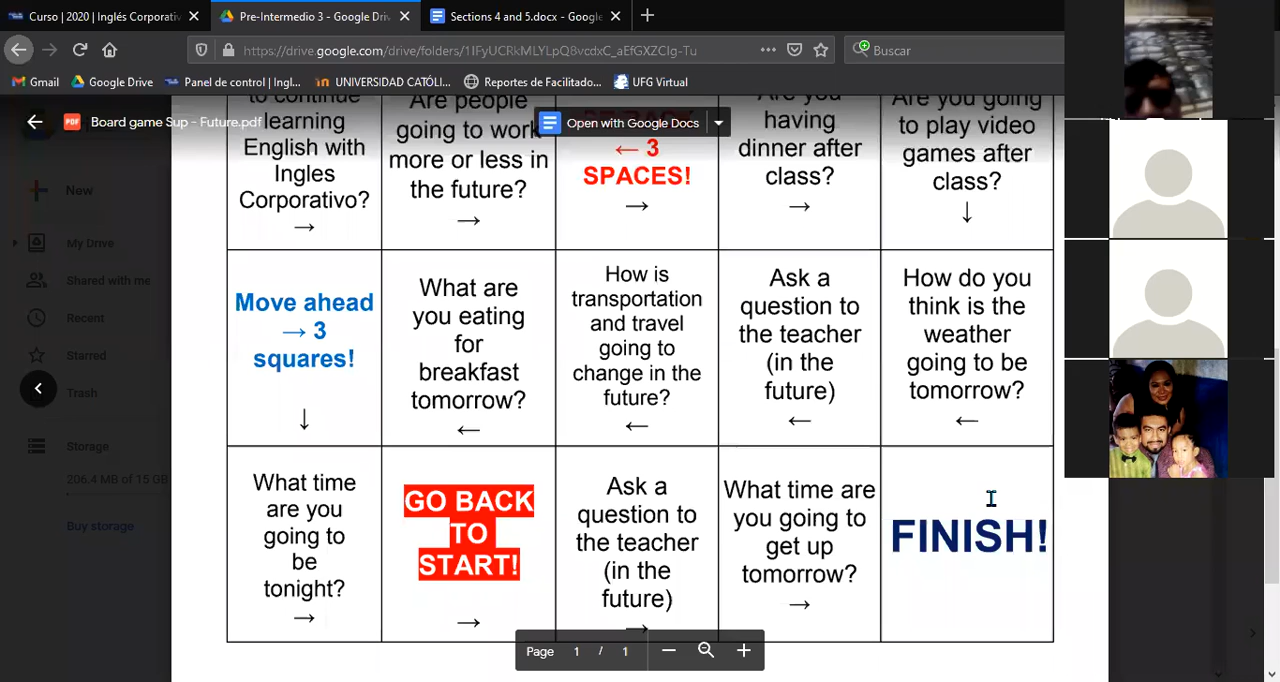 Curso | 2020 | Inglés Corporativ
Pre-Intermedio 3 - Google Driv
Sections 4 and 5.docx - Google
https://drive.google.com/drive/folders/1IFyUCRkMLYLpQ8vcdxC_aEfGXZCIg-Tu
Buscar
Gmail
Google Drive
Panel de control | Ingl...
UNIVERSIDAD CATÓLI...
Reportes de Facilitado...
UFG Virtual
PDF
Board game Sup - Future.pdf
Open with Google Docs
New
My Drive
Shared with me
Recent
Starred
Trash
Storage
206.4 MB of 15 GB
Buy storage
to continue
learning
English with
Ingles
Corporativo?
→
Are people
going to work
more or less in
the future?
→
← 3
SPACES!
→
Are you
having
dinner after
class?
→
Are you going
to play video
games after
class?
↓
Move ahead
→ 3
squares!
↓
What are
you eating
for
breakfast
tomorrow?
←
How is
transportation
and travel
going to
change in the
future?
←
Ask a
question to
the teacher
(in the
future)
←
How do you
think is the
weather
going to be
tomorrow?
←
What time
are you
going to
be
tonight?
→
GO BACK
TO
START!
→
Ask a
question to
the teacher
(in the
future)
→
What time are
you going to
get up
tomorrow?
→
FINISH!
Page 1 / 1